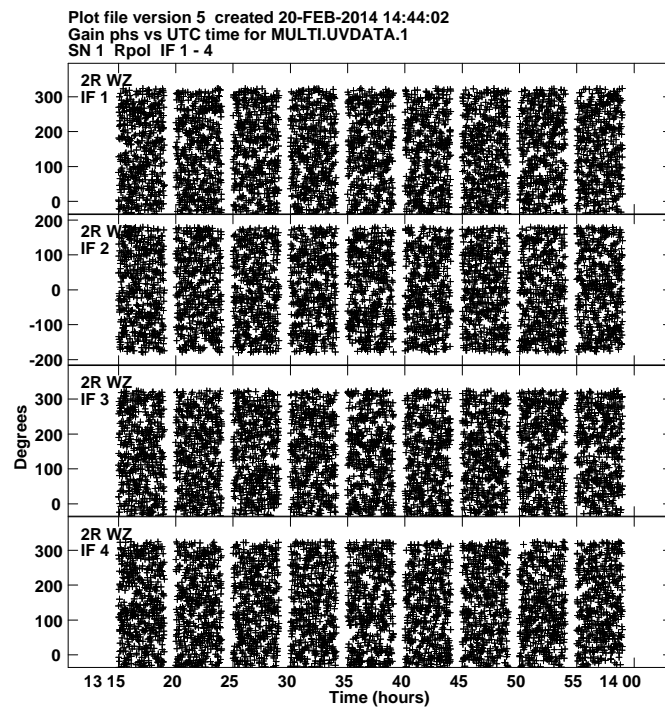 Plot file version 5 created 20-FEB-2014 14:44:02
Gain phs vs UTC time for MULTI.UVDATA.1
SN 1 Rpol IF 1 - 4
2R WZ
IF 1
300
200
100
0
2R WZ
IF 2
200
100
0
-100
-200
2R WZ
IF 3
300
200
100
0
2R WZ
IF 4
300
200
100
0
Degrees
13 15 20 25 30 35 40 45 50 55 14 00
Time (hours)